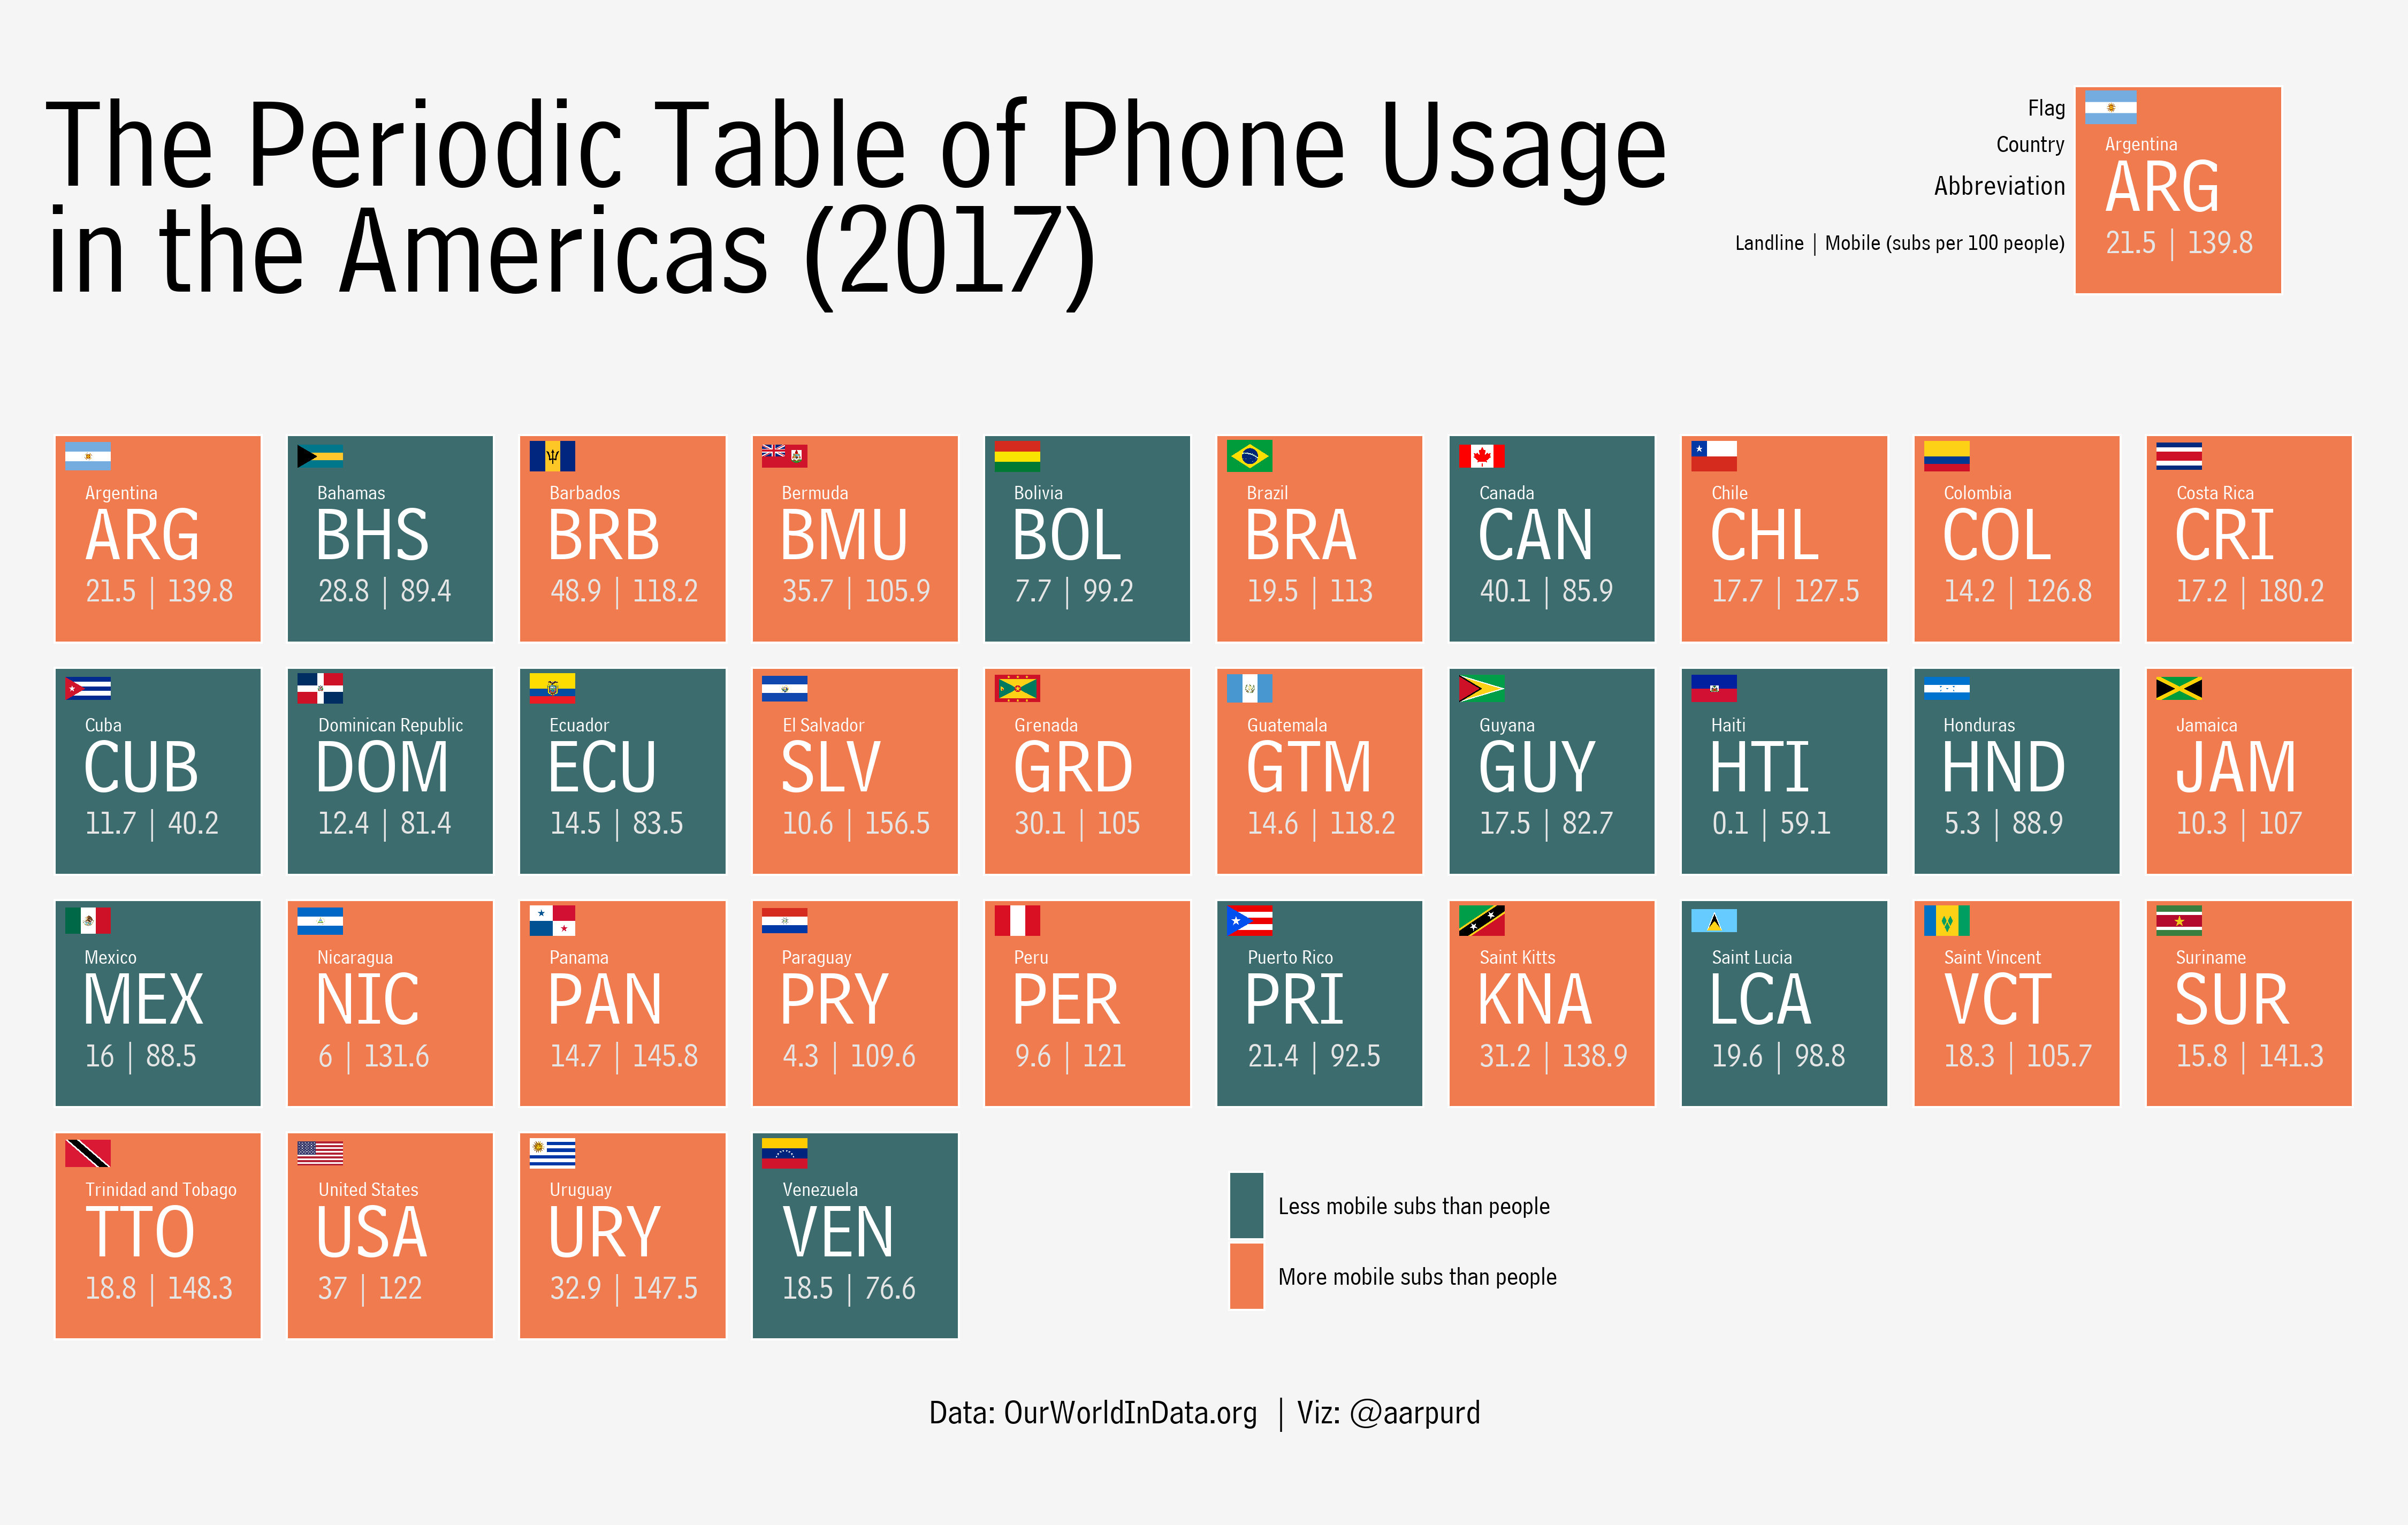 The Periodic Table of Phone Usage
in the Americas (2017)
Flag
Country
Abbreviation
Landline | Mobile (subs per 100 people)
Argentina
ARG
21.5 | 139.8
Argentina
ARG
21.5 | 139.8
Bahamas
BHS
28.8 | 89.4
Barbados
BRB
48.9 | 118.2
Bermuda
BMU
35.7 | 105.9
Bolivia
BOL
7.7 | 99.2
Brazil
BRA
19.5 | 113
Canada
CAN
40.1 | 85.9
Chile
CHL
17.7 | 127.5
Colombia
COL
14.2 | 126.8
Costa Rica
CRI
17.2 | 180.2
Cuba
CUB
11.7 | 40.2
Dominican Republic
DOM
12.4 | 81.4
Ecuador
ECU
14.5 | 83.5
El Salvador
SLV
10.6 | 156.5
Grenada
GRD
30.1 | 105
Guatemala
GTM
14.6 | 118.2
Guyana
GUY
17.5 | 82.7
Haiti
HTI
0.1 | 59.1
Honduras
HND
5.3 | 88.9
Jamaica
JAM
10.3 | 107
Mexico
MEX
16 | 88.5
Nicaragua
NIC
6 | 131.6
Panama
PAN
14.7 | 145.8
Paraguay
PRY
4.3 | 109.6
Peru
PER
9.6 | 121
Puerto Rico
PRI
21.4 | 92.5
Saint Kitts
KNA
31.2 | 138.9
Saint Lucia
LCA
19.6 | 98.8
Saint Vincent
VCT
18.3 | 105.7
Suriname
SUR
15.8 | 141.3
Trinidad and Tobago
TTO
18.8 | 148.3
United States
USA
37 | 122
Uruguay
URY
32.9 | 147.5
Venezuela
VEN
18.5 | 76.6
Less mobile subs than people
More mobile subs than people
Data: OurWorldInData.org | Viz: @aarpurd